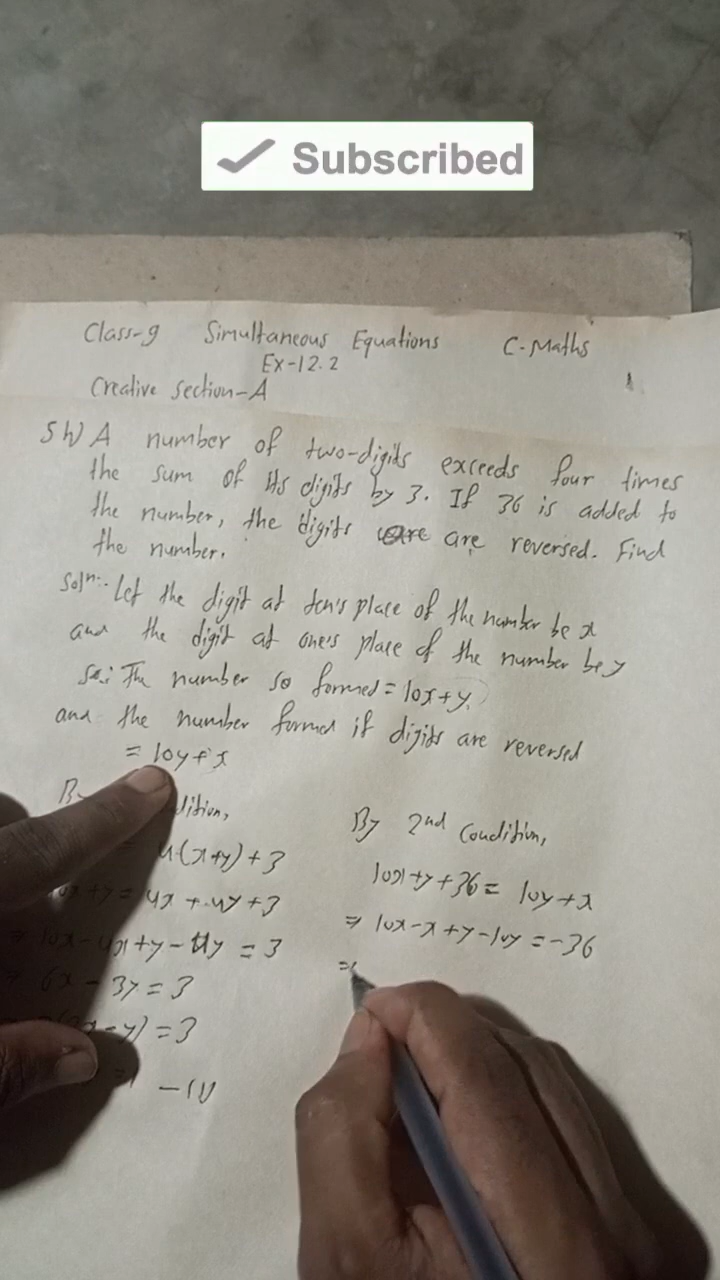 Subscribed
Class-9 Simultaneous Equations C-Maths
Ex-12.2
Creative Section-A
5 h) A number of two-digits exceeds four times
the sum of its digits by 3. If 36 is added to
the number, the digits are are reversed. Find
the number.
Solⁿ:. Let the digit at ten's place of the number be x
and the digit at one's place of the number be y
So: The number so formed = 10x+y.
and the number formed if digits are reversed
= 10y+x
4(x+y)+3
10x+y = 4x + 4y+3
⇒ 10x-4x+y-4y = 3
6x - 3y = 3
-y) = 3
-(1)
By 2nd Condition,
10x+y+36 = 10y+x
⇒ 10x-x+y-10y = -36
⇒